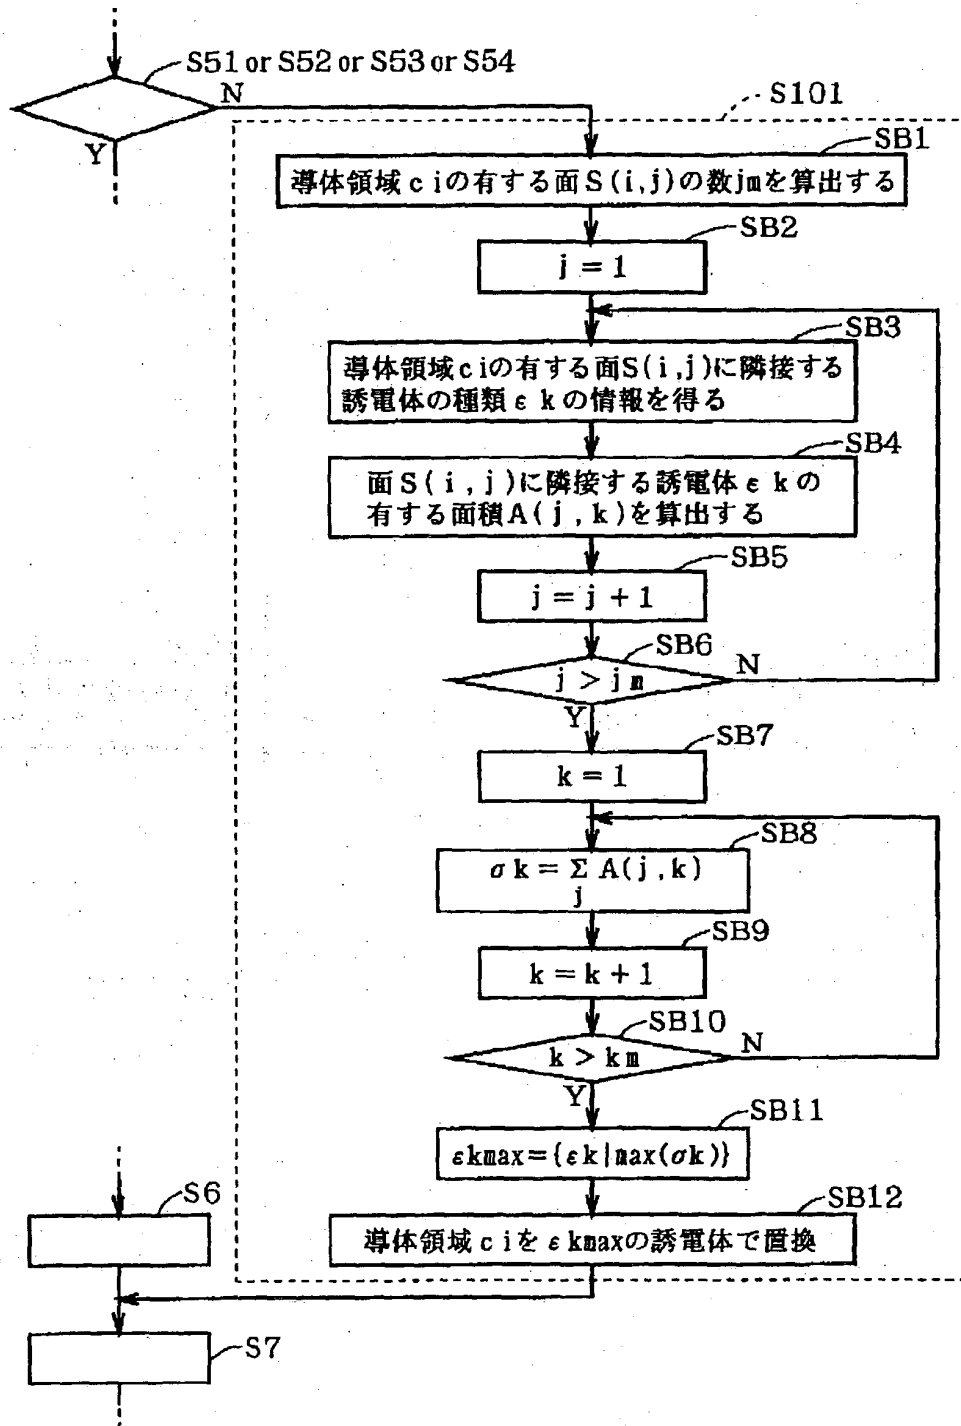 S51 or S52 or S53 or S54
N
Y
S101
SB1
導体領域ciの有する面S(i,j)の数jmを算出する
SB2
j=1
SB3
導体領域ciの有する面S(i,j)に隣接する
誘電体の種類εkの情報を得る
SB4
面S(i,j)に隣接する誘電体εkの
有する面積A(j,k)を算出する
SB5
j=j+1
SB6
j>jm
N
Y
SB7
k=1
SB8
σk=Σ A(j,k)
j
SB9
k=k+1
SB10
k>km
N
Y
SB11
εkmax={εk|max(σk)}
SB12
導体領域ciをεkmaxの誘電体で置換
S6
S7